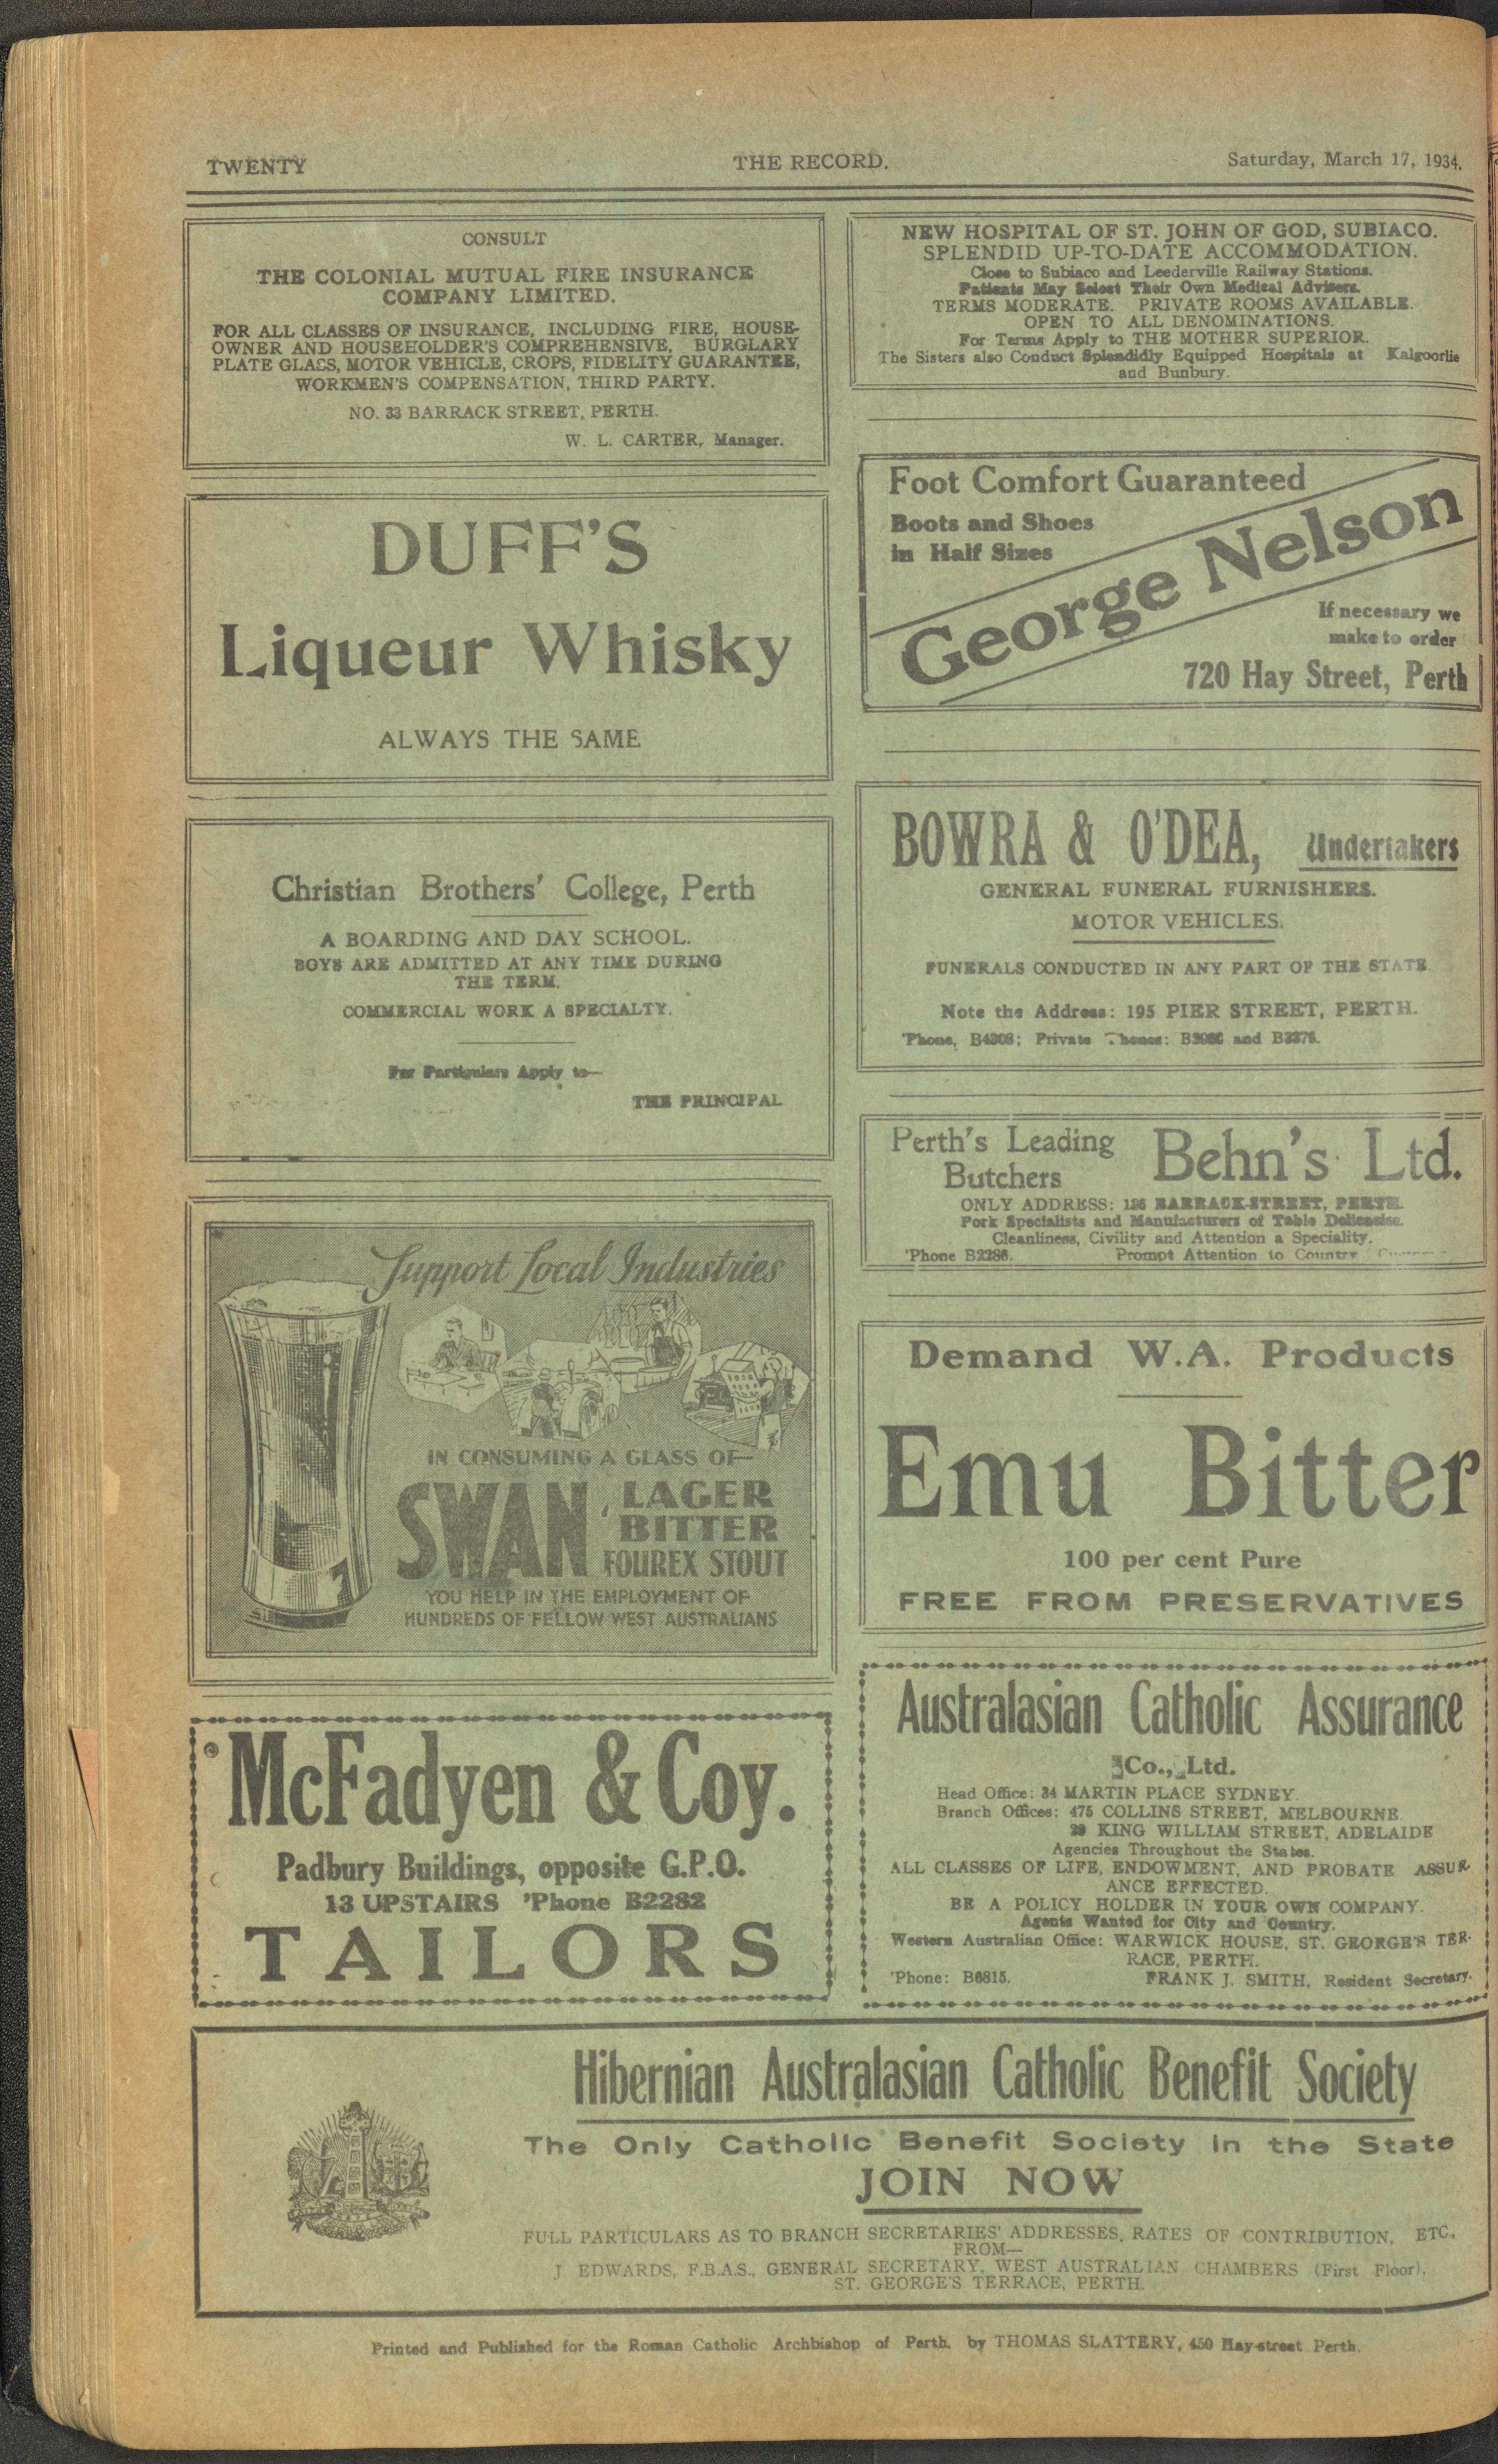 TWENTY
THE RECORD.
Saturday, March 17, 1934.
CONSULT
THE COLONIAL MUTUAL FIRE INSURANCE
COMPANY LIMITED.
FOR ALL CLASSES OF INSURANCE, INCLUDING FIRE, HOUSE-
OWNER AND HOUSEHOLDER'S COMPREHENSIVE, BURGLARY
PLATE GLASS, MOTOR VEHICLE, CROPS, FIDELITY GUARANTEE,
WORKMEN'S COMPENSATION, THIRD PARTY.
NO. 33 BARRACK STREET, PERTH.
W. L. CARTER, Manager.
DUFF'S
Liqueur Whisky
ALWAYS THE SAME
Christian Brothers' College, Perth
A BOARDING AND DAY SCHOOL.
BOYS ARE ADMITTED AT ANY TIME DURING
THE TERM.
COMMERCIAL WORK A SPECIALTY.
For Particulars Apply to—
THE PRINCIPAL
Support Local Industries
IN CONSUMING A GLASS OF—
SWAN LAGER
BITTER
FOUREX STOUT
YOU HELP IN THE EMPLOYMENT OF
HUNDREDS OF FELLOW WEST AUSTRALIANS
McFadyen & Coy.
Padbury Buildings, opposite G.P.O.
13 UPSTAIRS 'Phone B2282
TAILORS
NEW HOSPITAL OF ST. JOHN OF GOD, SUBIACO.
SPLENDID UP-TO-DATE ACCOMMODATION.
Close to Subiaco and Leederville Railway Stations.
Patients May Select Their Own Medical Advisers.
TERMS MODERATE. PRIVATE ROOMS AVAILABLE.
OPEN TO ALL DENOMINATIONS.
For Terms Apply to THE MOTHER SUPERIOR.
The Sisters also Conduct Splendidly Equipped Hospitals at Kalgoorlie
and Bunbury.
Foot Comfort Guaranteed
Boots and Shoes
in Half Sizes
George Nelson
If necessary we
make to order
720 Hay Street, Perth
BOWRA & O'DEA, Undertakers
GENERAL FUNERAL FURNISHERS.
MOTOR VEHICLES.
FUNERALS CONDUCTED IN ANY PART OF THE STATE
Note the Address: 195 PIER STREET, PERTH.
'Phone, B4308; Private 'Phones: and B3376.
Perth's Leading
Butchers
Behn's Ltd.
ONLY ADDRESS: BARRACK-STREET, PERTH.
Pork Specialists and Manufacturers of Table Delicacies.
Cleanliness, Civility and Attention a Speciality.
'Phone B2286. Prompt Attention to Country
Demand W.A. Products
Emu Bitter
100 per cent Pure
FREE FROM PRESERVATIVES
Australasian Catholic Assurance
Co., Ltd.
Head Office: 34 MARTIN PLACE SYDNEY.
Branch Offices: 475 COLLINS STREET, MELBOURNE.
29 KING WILLIAM STREET, ADELAIDE
Agencies Throughout the States.
ALL CLASSES OF LIFE, ENDOWMENT, AND PROBATE ASSUR-
ANCE EFFECTED.
BE A POLICY HOLDER IN YOUR OWN COMPANY.
Agents Wanted for City and Country.
Western Australian Office: WARWICK HOUSE, ST. GEORGE'S TER-
RACE, PERTH.
'Phone: B6815. FRANK J. SMITH, Resident Secretary.
Hibernian Australasian Catholic Benefit Society
The Only Catholic Benefit Society in the State
JOIN NOW
FULL PARTICULARS AS TO BRANCH SECRETARIES' ADDRESSES, RATES OF CONTRIBUTION, ETC.
FROM—
J. EDWARDS, F.B.A.S., GENERAL SECRETARY, WEST AUSTRALIAN CHAMBERS (First Floor),
ST. GEORGE'S TERRACE, PERTH.
Printed and Published for the Roman Catholic Archbishop of Perth. by THOMAS SLATTERY, 450 Hay-street Perth.